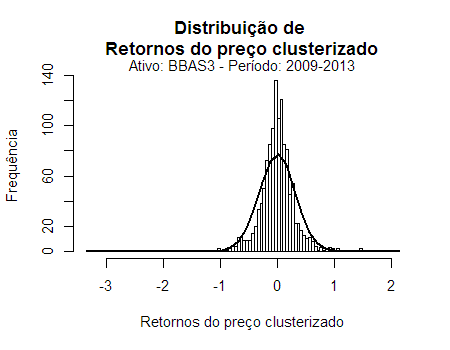 Distribuição de
Retornos do preço clusterizado
Ativo: BBAS3 - Período: 2009-2013
Frequência
140
100
60
20
0
-3 -2 -1 0 1 2
Retornos do preço clusterizado